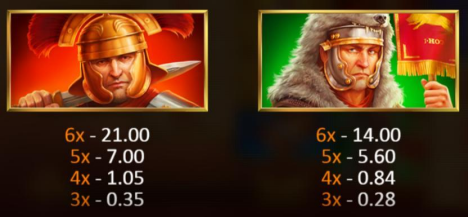 I·HO
6x - 21.00
5x - 7.00
4x - 1.05
3x - 0.35
6x - 14.00
5x - 5.60
4x - 0.84
3x - 0.28